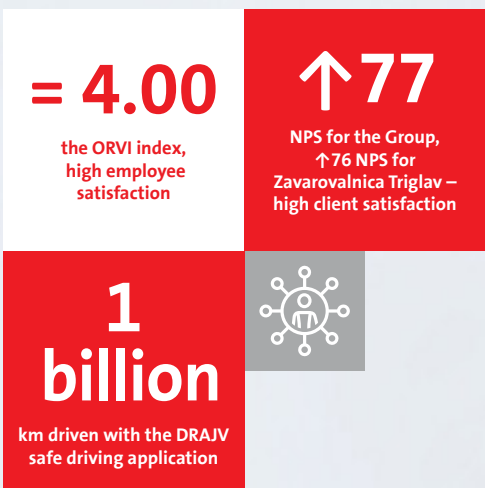 = 4.00
the ORVI index,
high employee
satisfaction
↑77
NPS for the Group,
↑76 NPS for
Zavarovalnica Triglav –
high client satisfaction
1
billion
km driven with the DRAJV
safe driving application